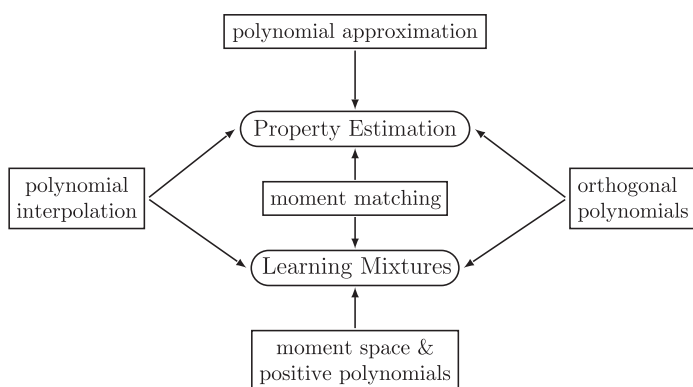 polynomial approximation
Property Estimation
polynomial
interpolation
moment matching
orthogonal
polynomials
Learning Mixtures
moment space &
positive polynomials